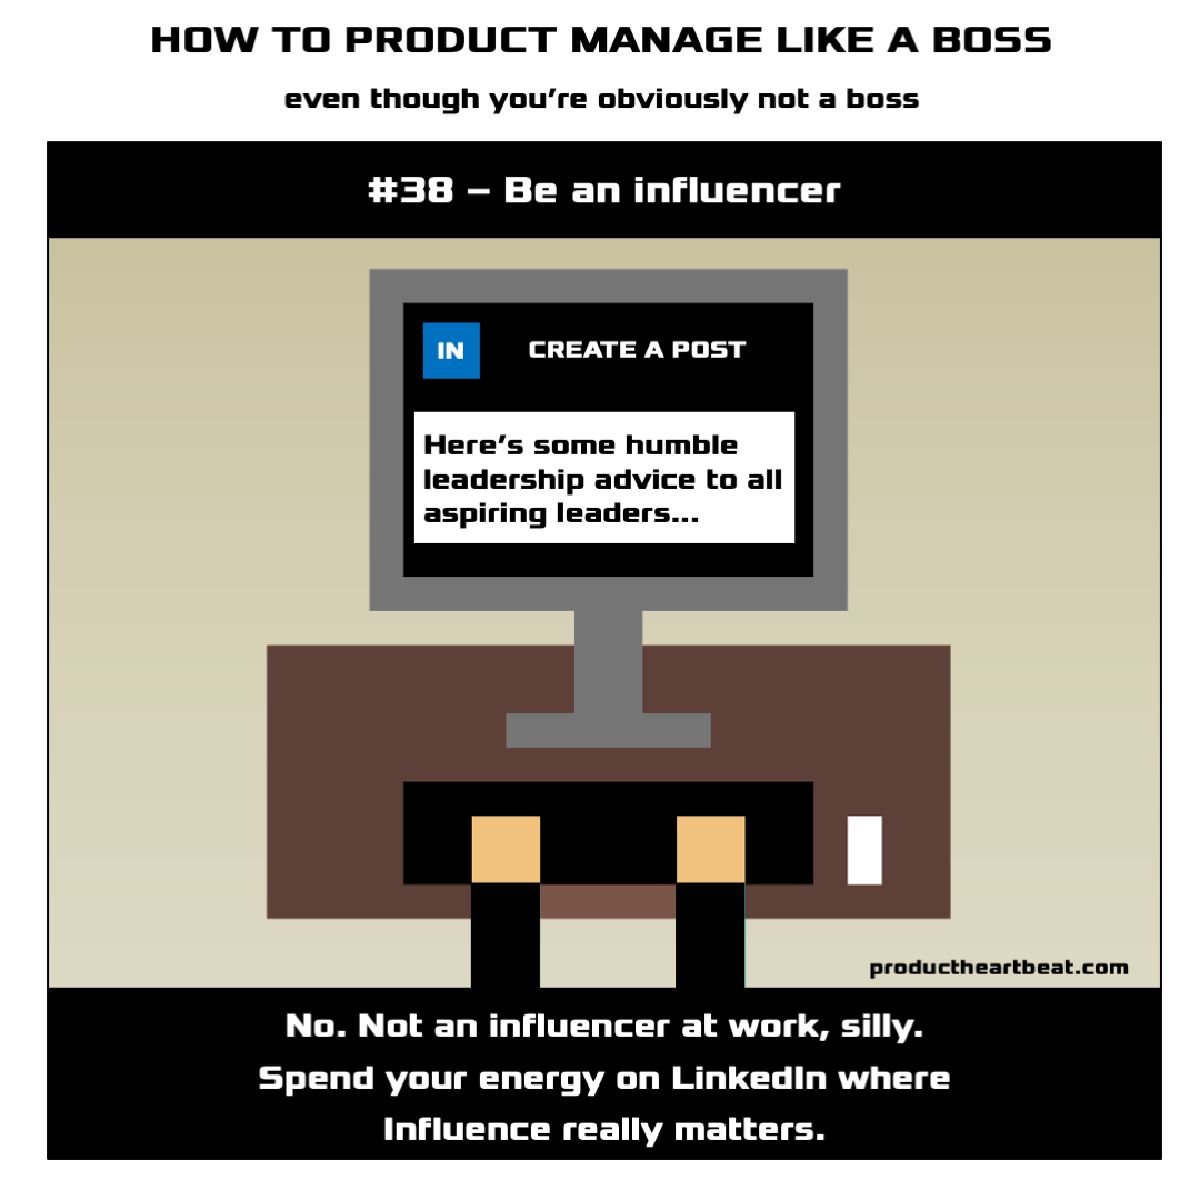 HOW TO PRODUCT MANAGE LIKE A BOSS
even though you're obviously not a boss
#38 – Be an influencer
IN
CREATE A POST
Here's some humble
leadership advice to all
aspiring leaders...
productheartbeat.com
No. Not an influencer at work, silly.
Spend your energy on LinkedIn where
Influence really matters.